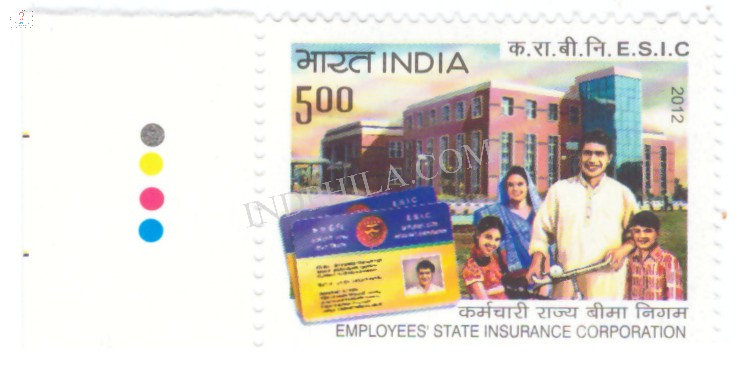 क.रा.बी.नि. E.S.I.C
भारत INDIA
5.00
2012
INDPHILA.COM
E.S.I.C
E.S.I.C
कर्मचारी राज्य बीमा निगम
EMPLOYEES' STATE INSURANCE CORPORATION